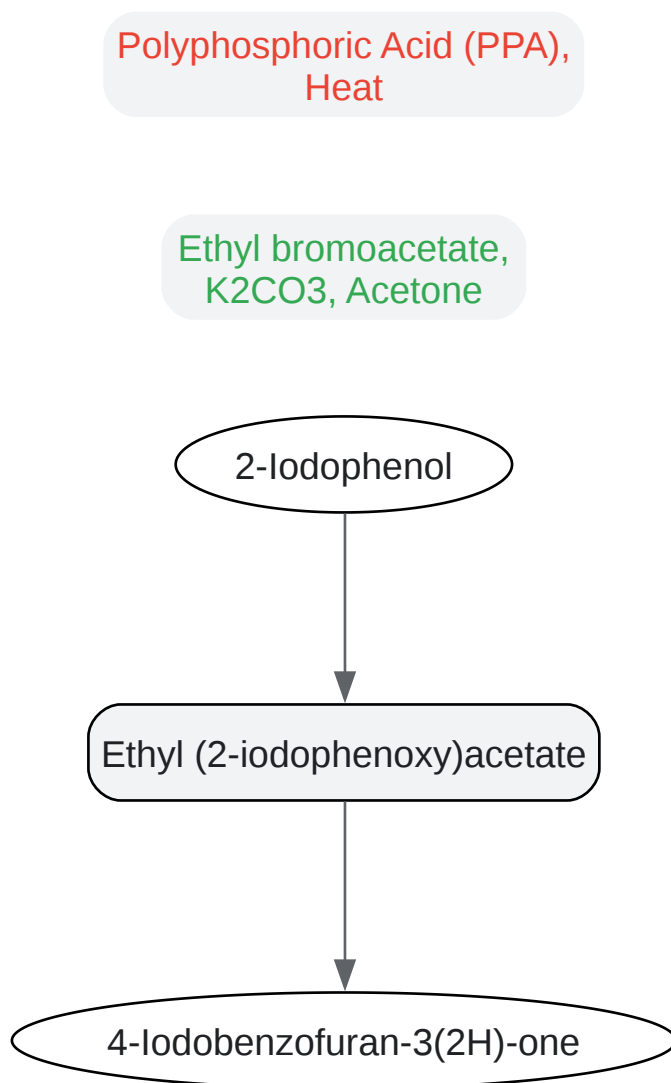 Polyphosphoric Acid (PPA),
Heat
Ethyl bromoacetate,
K2CO3, Acetone
2-Iodophenol
Ethyl (2-iodophenoxy)acetate
4-Iodobenzofuran-3(2H)-one